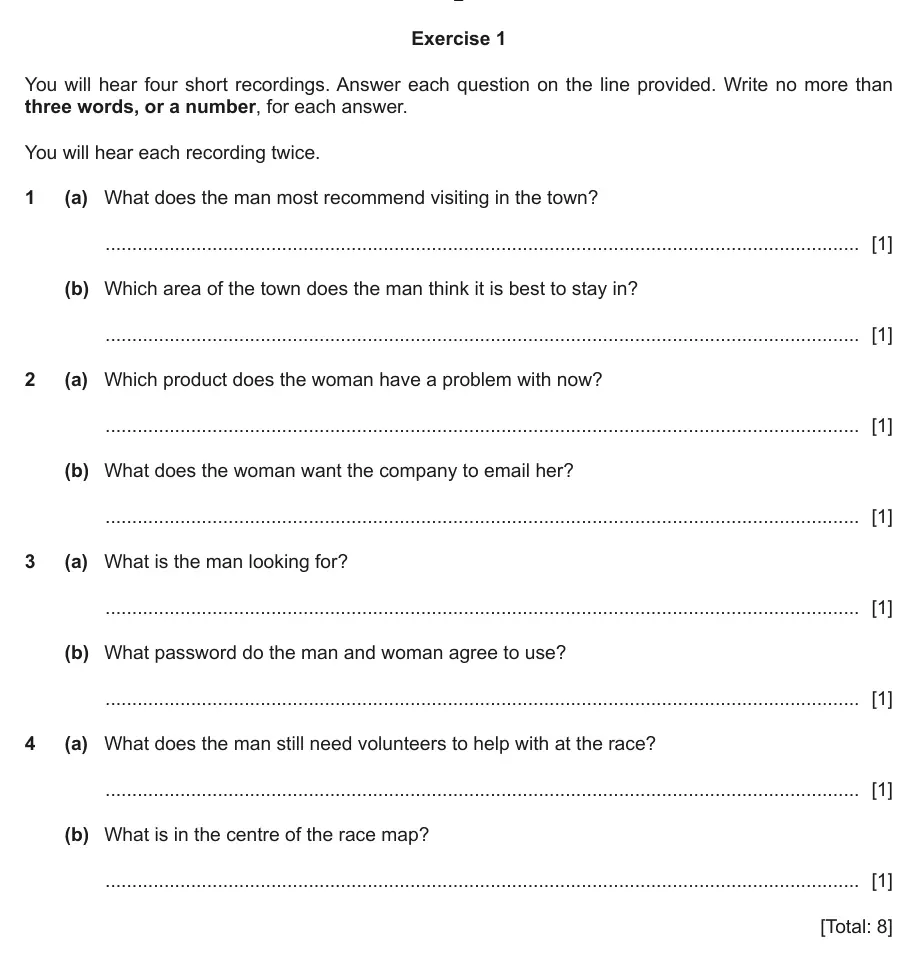 Exercise 1
You will hear four short recordings. Answer each question on the line provided. Write no more than
three words, or a number, for each answer.
You will hear each recording twice.
1 (a) What does the man most recommend visiting in the town?
.............................................................................................................................................. [1]
(b) Which area of the town does the man think it is best to stay in?
.............................................................................................................................................. [1]
2 (a) Which product does the woman have a problem with now?
.............................................................................................................................................. [1]
(b) What does the woman want the company to email her?
.............................................................................................................................................. [1]
3 (a) What is the man looking for?
.............................................................................................................................................. [1]
(b) What password do the man and woman agree to use?
.............................................................................................................................................. [1]
4 (a) What does the man still need volunteers to help with at the race?
.............................................................................................................................................. [1]
(b) What is in the centre of the race map?
.............................................................................................................................................. [1]
[Total: 8]